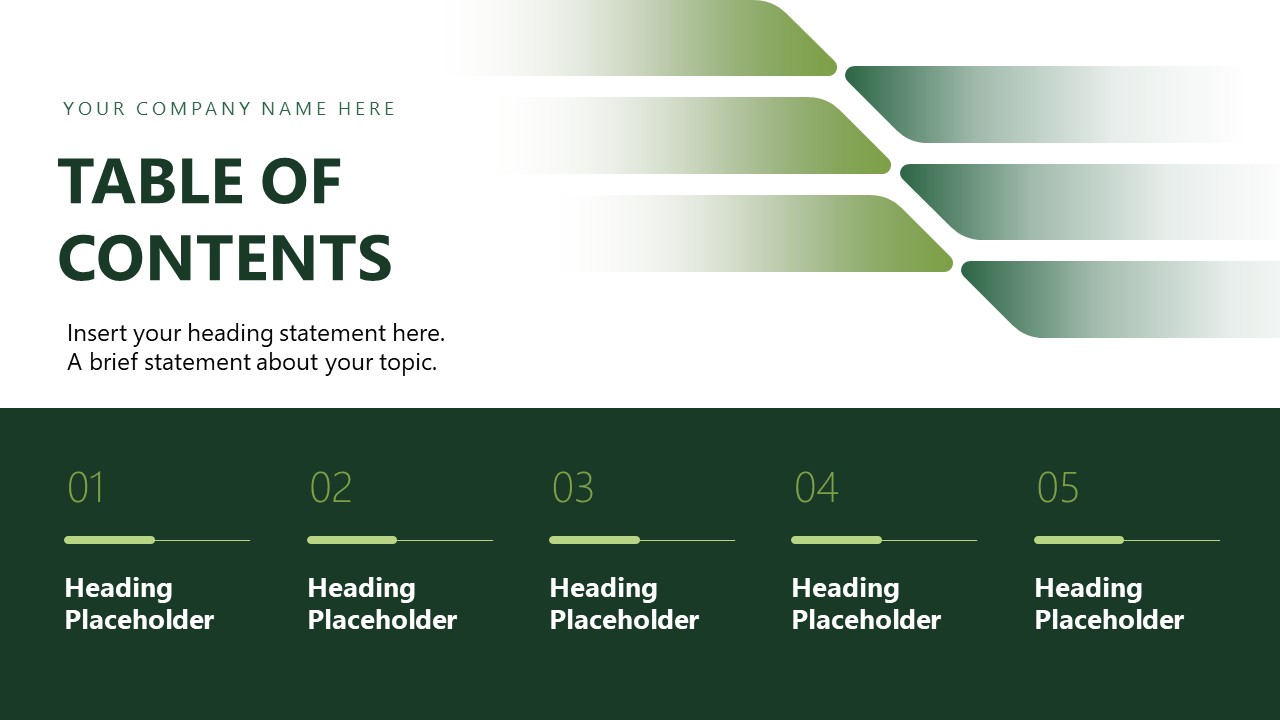 YOUR COMPANY NAME HERE
TABLE OF
CONTENTS
Insert your heading statement here.
A brief statement about your topic.
01
Heading
Placeholder
02
Heading
Placeholder
03
Heading
Placeholder
04
Heading
Placeholder
05
Heading
Placeholder